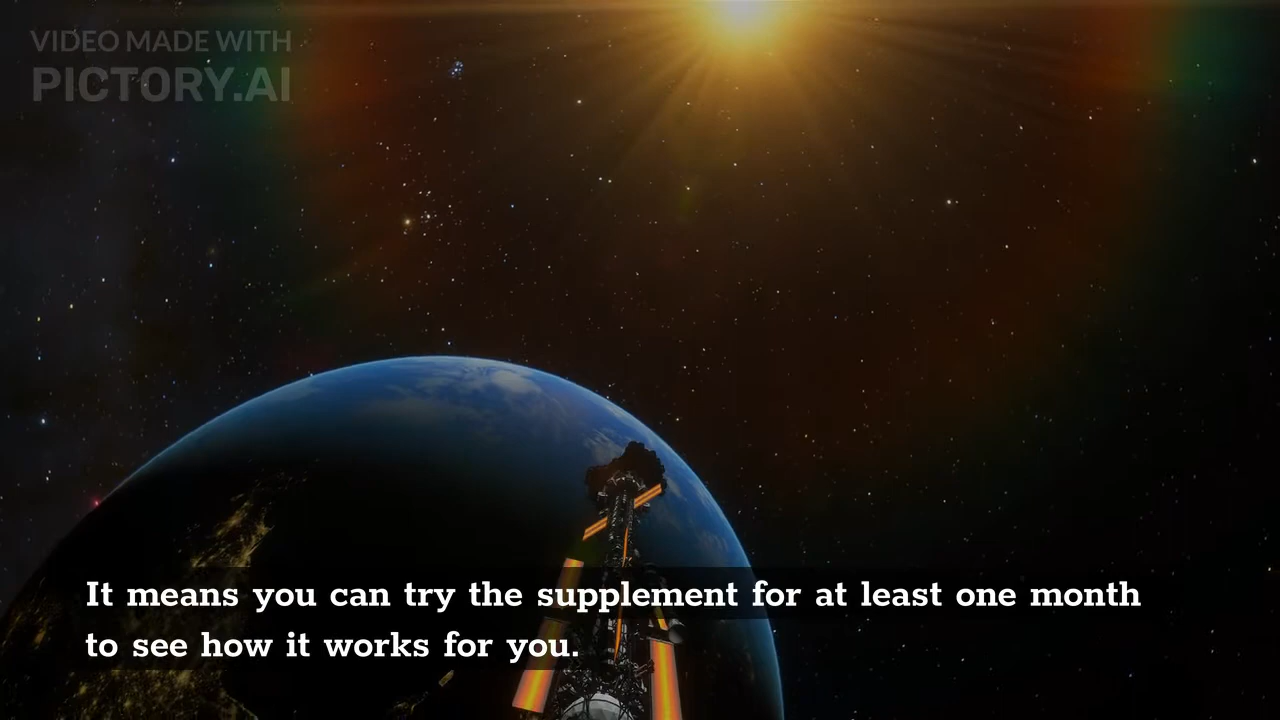 VIDEO MADE WITH
PICTORY.AI
It means you can try the supplement for at least one month
to see how it works for you.